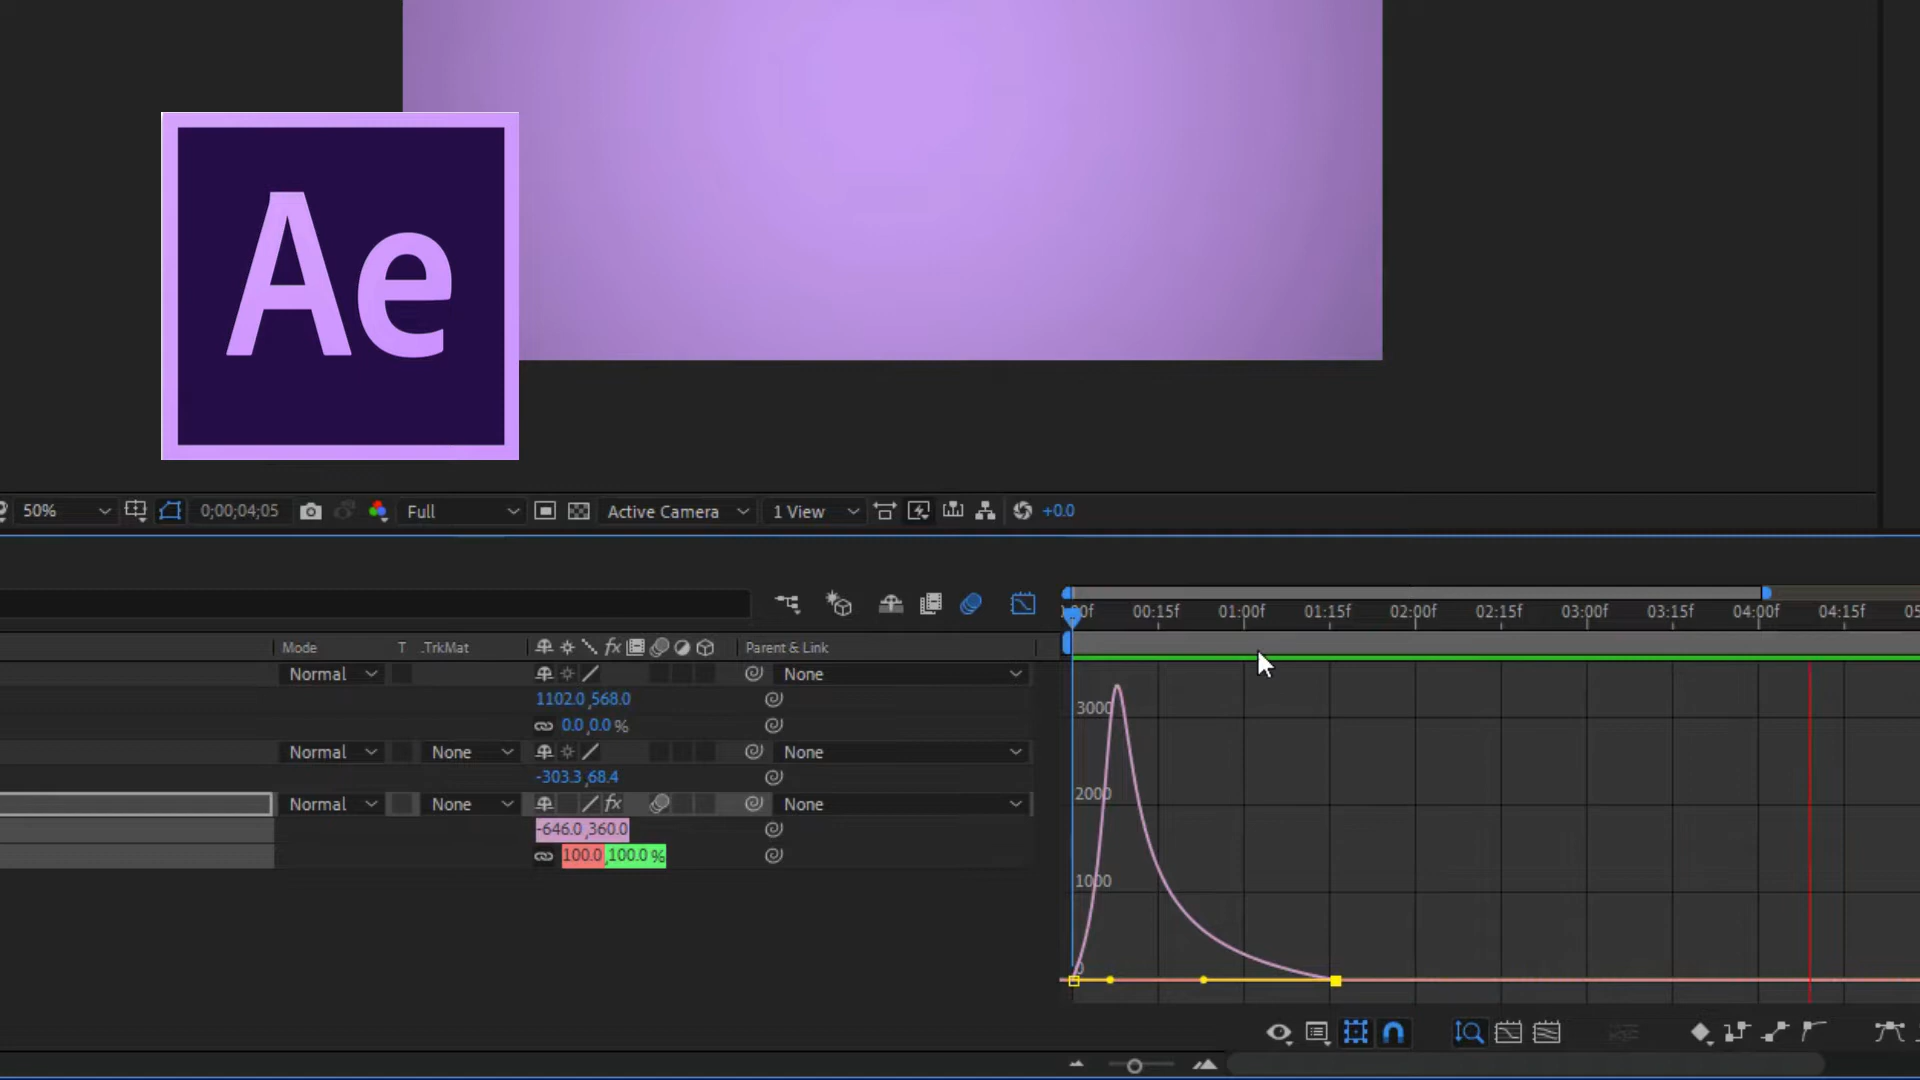 Ae
50%
0;00;04;05
Full
Active Camera
1 View
+0.0
00:15f
01:00f
01:15f
02:00f
02:15f
03:00f
03:15f
04:00f
04:15f
Mode
T
.TrkMat
fx
Parent & Link
Normal
None
1102.0,568.0
0.0,0.0 %
Normal
None
None
-303.3,68.4
Normal
None
fx
None
-646.0,360.0
100.0,100.0 %
3000
2000
1000
0